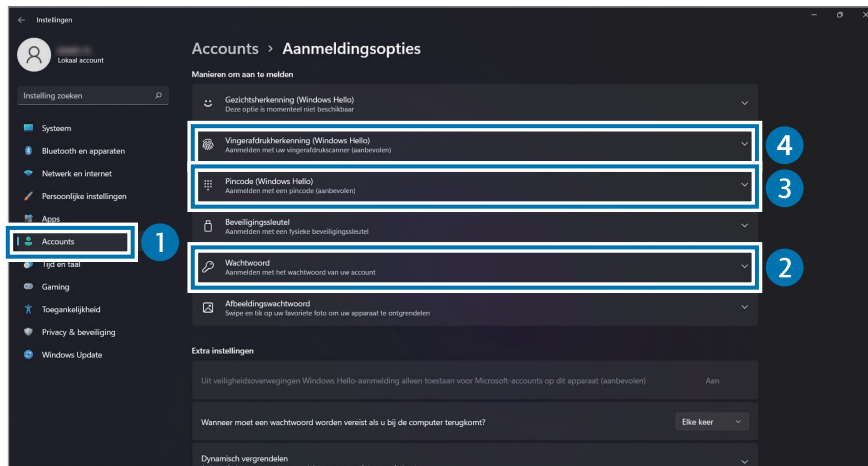 Instellingen
Lokaal account
Instelling zoeken
Systeem
Bluetooth en apparaten
Netwerk en internet
Persoonlijke instellingen
Apps
Accounts
1
Tijd en taal
Gaming
Toegankelijkheid
Privacy & beveiliging
Windows Update
Accounts > Aanmeldingsopties
Manieren om aan te melden
Gezichtsherkenning (Windows Hello)
Deze optie is momenteel niet beschikbaar
Vingerafdrukherkenning (Windows Hello)
Aanmelden met uw vingerafdrukscanner (aanbevolen)
4
Pincode (Windows Hello)
Aanmelden met een pincode (aanbevolen)
3
Beveiligingssleutel
Aanmelden met een fysieke beveiligingssleutel
Wachtwoord
Aanmelden met het wachtwoord van uw account
2
Afbeeldingswachtwoord
Swipe en tik op uw favoriete foto om uw apparaat te ontgrendelen
Extra instellingen
Uit veiligheidsoverwegingen Windows Hello-aanmelding alleen toestaan voor Microsoft-accounts op dit apparaat (aanbevolen) Aan
Wanneer moet een wachtwoord worden vereist als u bij de computer terugkomt? Elke keer
Dynamisch vergrendelen